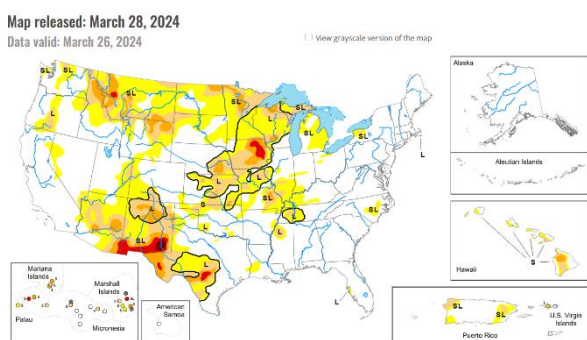 Map released: March 28, 2024
Data valid: March 26, 2024
View grayscale version of the map
SL
SL
L
SL
SL
L
L
SL
L
S
L
SL
L
SL
L
SL
L
L
L
L
Alaska
Aleutian Islands
S
Hawaii
Mariana
Islands
Marshall
Islands
Palau
Micronesia
American
Samoa
SL
SL
U.S. Virgin
Islands
Puerto Rico